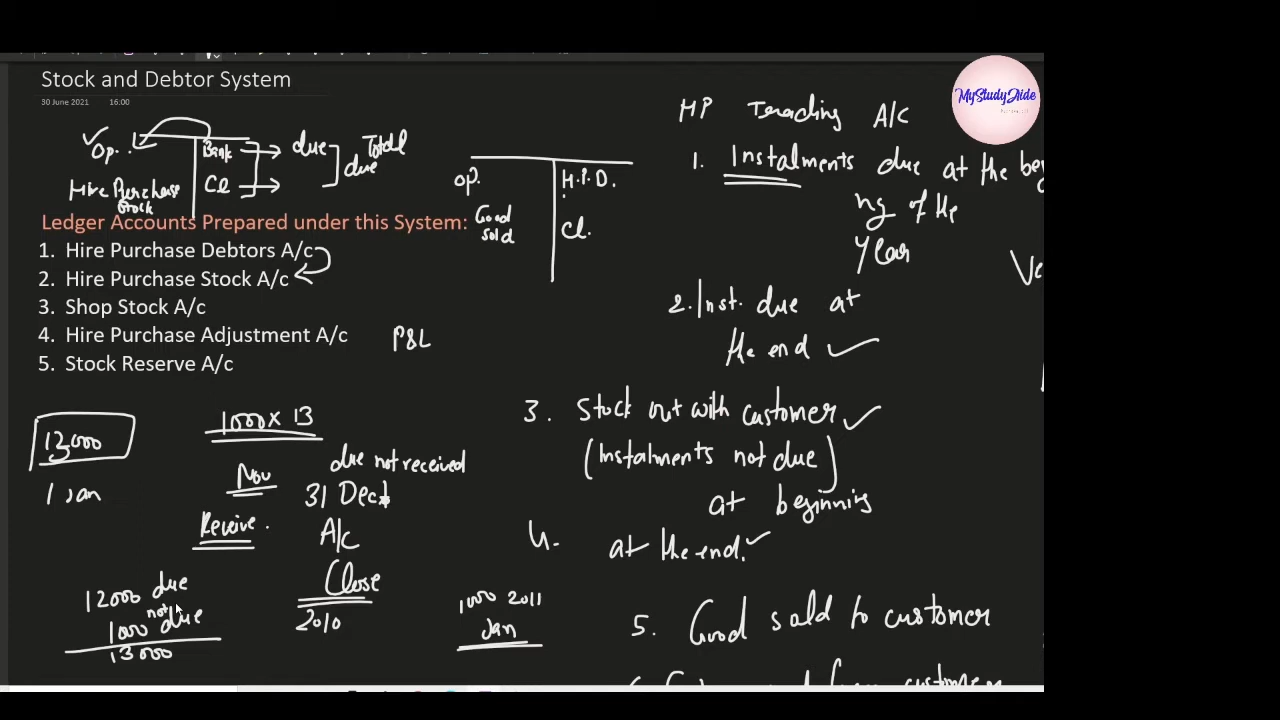 Stock and Debtor System
30 June 2021 16:00
MyStudyAide
Op.
Bank
due
Total
due
Hire Purchase
Stock
Cl
Ledger Accounts Prepared under this System:
1. Hire Purchase Debtors A/c
2. Hire Purchase Stock A/c
3. Shop Stock A/c
4. Hire Purchase Adjustment A/c
P&L
5. Stock Reserve A/c
OP.
H.P.D.
Good
sold
Cl.
HP Terading A/c
1. Instalments due at the beg
ng of the
year
2. Inst. due at
the end
3. Stock out with customer
(Instalments not due)
at beginning
4. at the end.
5. Good sold to customer
13000
1 Jan
1000 x 13
Nov
Receive.
due not received
31 Dec
A/c
Close
2010
12000 due
1000 not due
13000
1000 2011
Jan